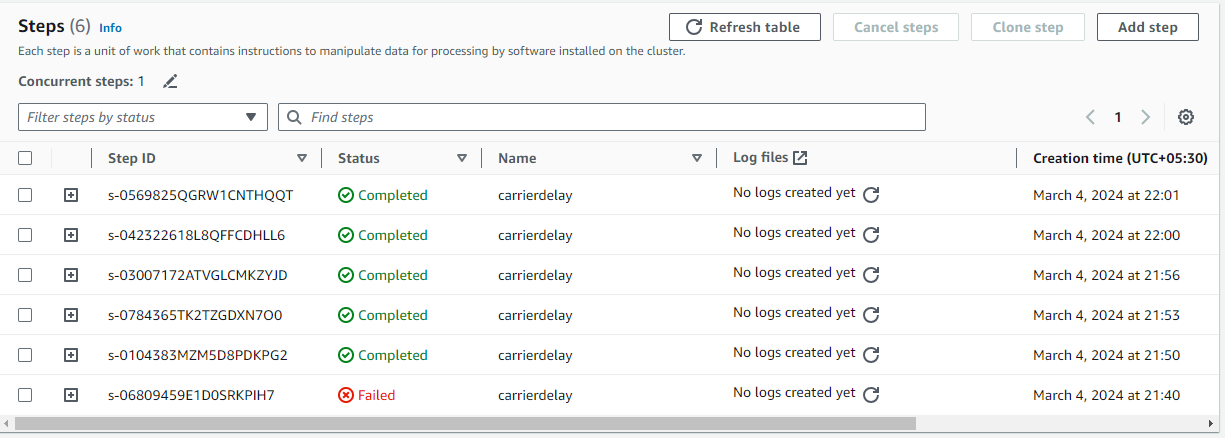 Steps (6) Info Refresh table Cancel steps Clone step Add step
Each step is a unit of work that contains instructions to manipulate data for processing by software installed on the cluster.
Concurrent steps: 1
Filter steps by status Find steps 1
Step ID Status Name Log files Creation time (UTC+05:30)
s-0569825QGRW1CNTHQQT Completed carrierdelay No logs created yet March 4, 2024 at 22:01
s-042322618L8QFFCDHLL6 Completed carrierdelay No logs created yet March 4, 2024 at 22:00
s-03007172ATVGLCMKZYJD Completed carrierdelay No logs created yet March 4, 2024 at 21:56
s-0784365TK2TZGDXN7O0 Completed carrierdelay No logs created yet March 4, 2024 at 21:53
s-0104383MZM5D8PDKPG2 Completed carrierdelay No logs created yet March 4, 2024 at 21:50
s-06809459E1D0SRKPIH7 Failed carrierdelay No logs created yet March 4, 2024 at 21:40